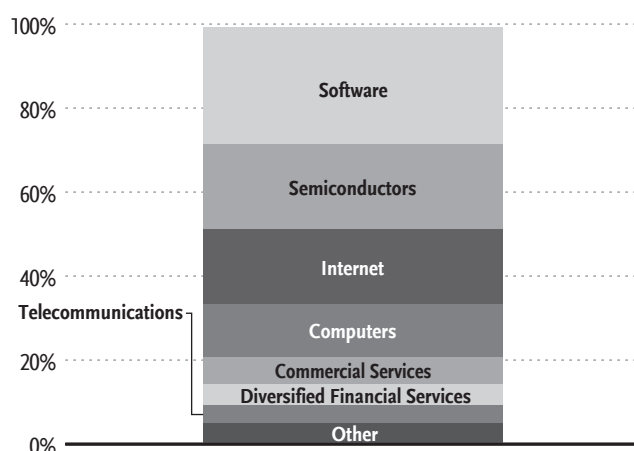 100%
Software
80%
Semiconductors
60%
Internet
40%
Telecommunications
Computers
20%
Commercial Services
Diversified Financial Services
Other
0%